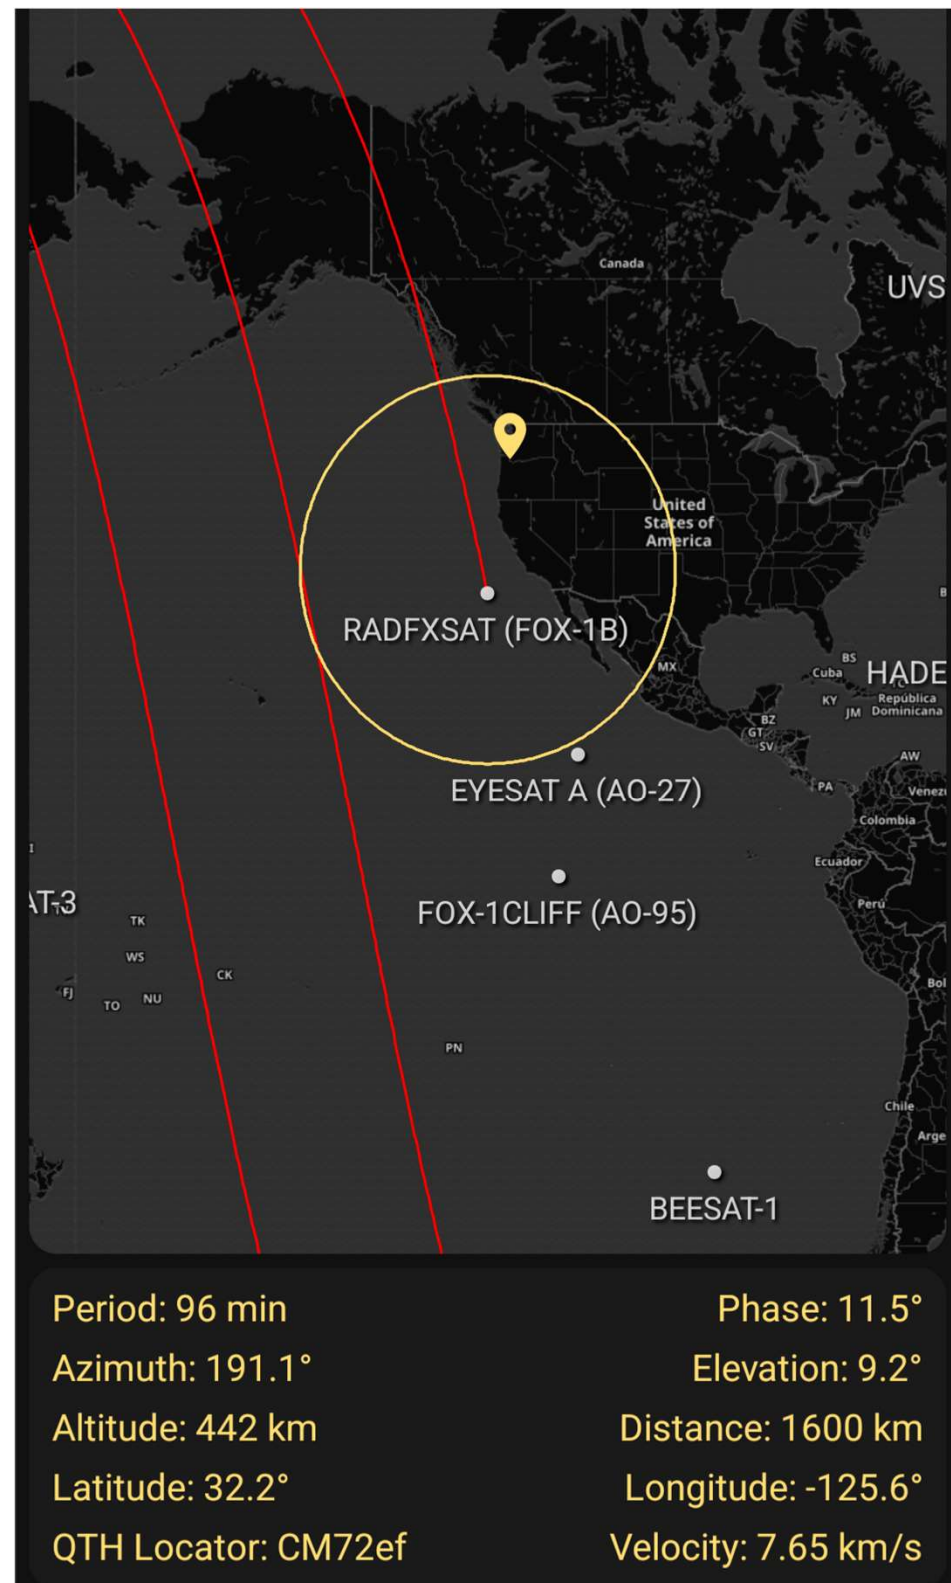 Canada
UVS
United
States of
America
RADFXSAT (FOX-1B)
MX
BS
Cuba
HADE
KY
República
JM
Dominicana
BZ
GT
SV
EYESAT A (AO-27)
AW
PA
Venez
Colombia
Ecuador
AT-3
Perú
FOX-1CLIFF (AO-95)
TK
WS
CK
FJ
NU
TO
Bol
PN
Chile
Arge
BEESAT-1
Period: 96 min
Phase: 11.5°
Azimuth: 191.1°
Elevation: 9.2°
Altitude: 442 km
Distance: 1600 km
Latitude: 32.2°
Longitude: -125.6°
QTH Locator: CM72ef
Velocity: 7.65 km/s